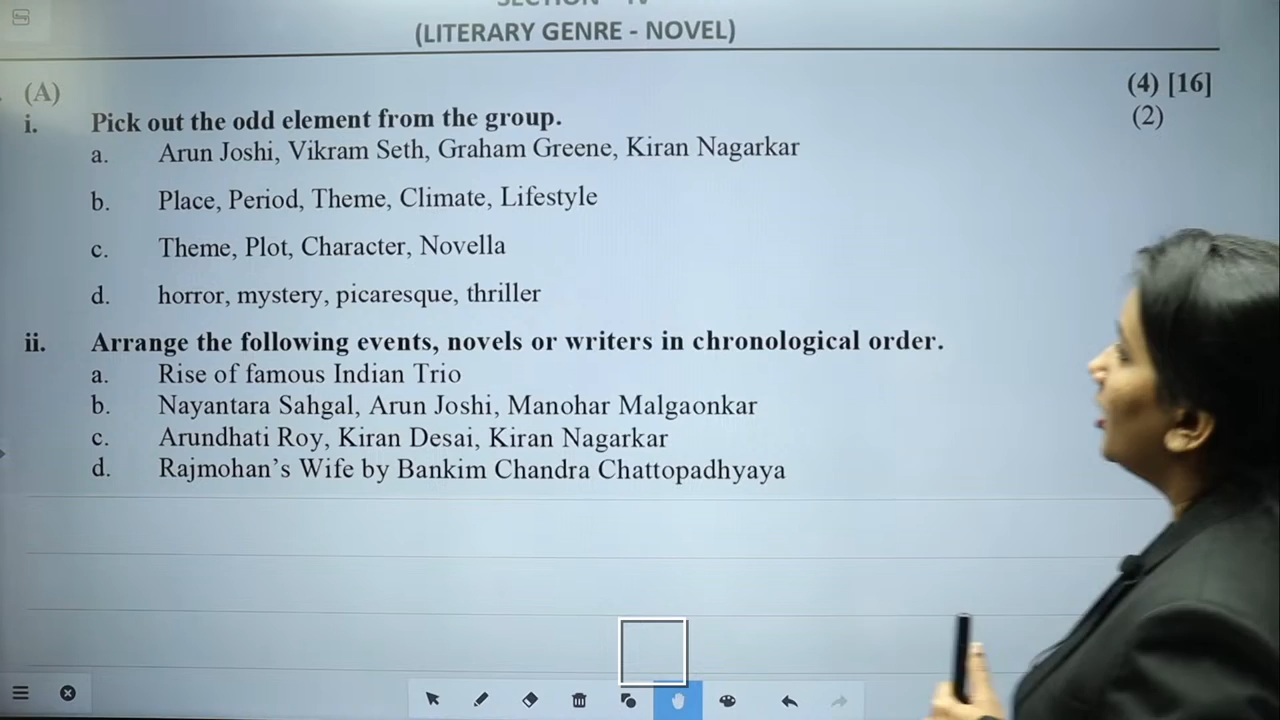 SECTION - IV
(LITERARY GENRE - NOVEL)
(A) (4) [16]
i. Pick out the odd element from the group. (2)
a. Arun Joshi, Vikram Seth, Graham Greene, Kiran Nagarkar
b. Place, Period, Theme, Climate, Lifestyle
c. Theme, Plot, Character, Novella
d. horror, mystery, picaresque, thriller
ii. Arrange the following events, novels or writers in chronological order.
a. Rise of famous Indian Trio
b. Nayantara Sahgal, Arun Joshi, Manohar Malgaonkar
c. Arundhati Roy, Kiran Desai, Kiran Nagarkar
d. Rajmohan's Wife by Bankim Chandra Chattopadhyaya